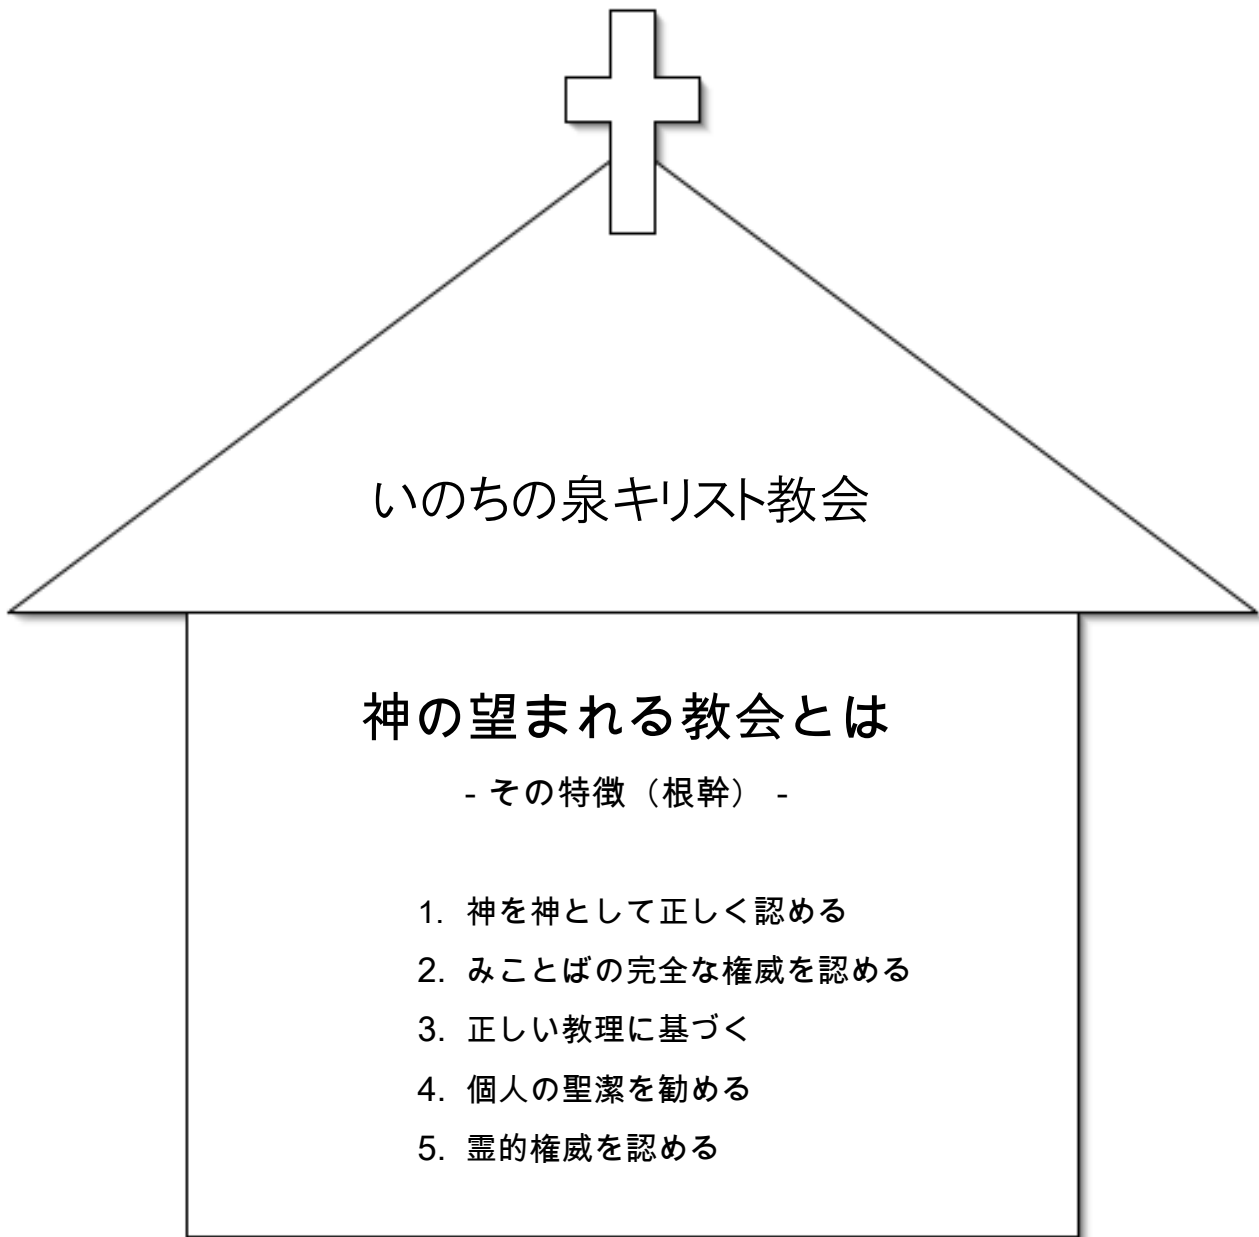 いのちの泉キリスト教会
神の望まれる教会とは
- その特徴（根幹） -
1. 神を神として正しく認める
2. みことばの完全な権威を認める
3. 正しい教理に基づく
4. 個人の聖潔を勧める
5. 霊的権威を認める